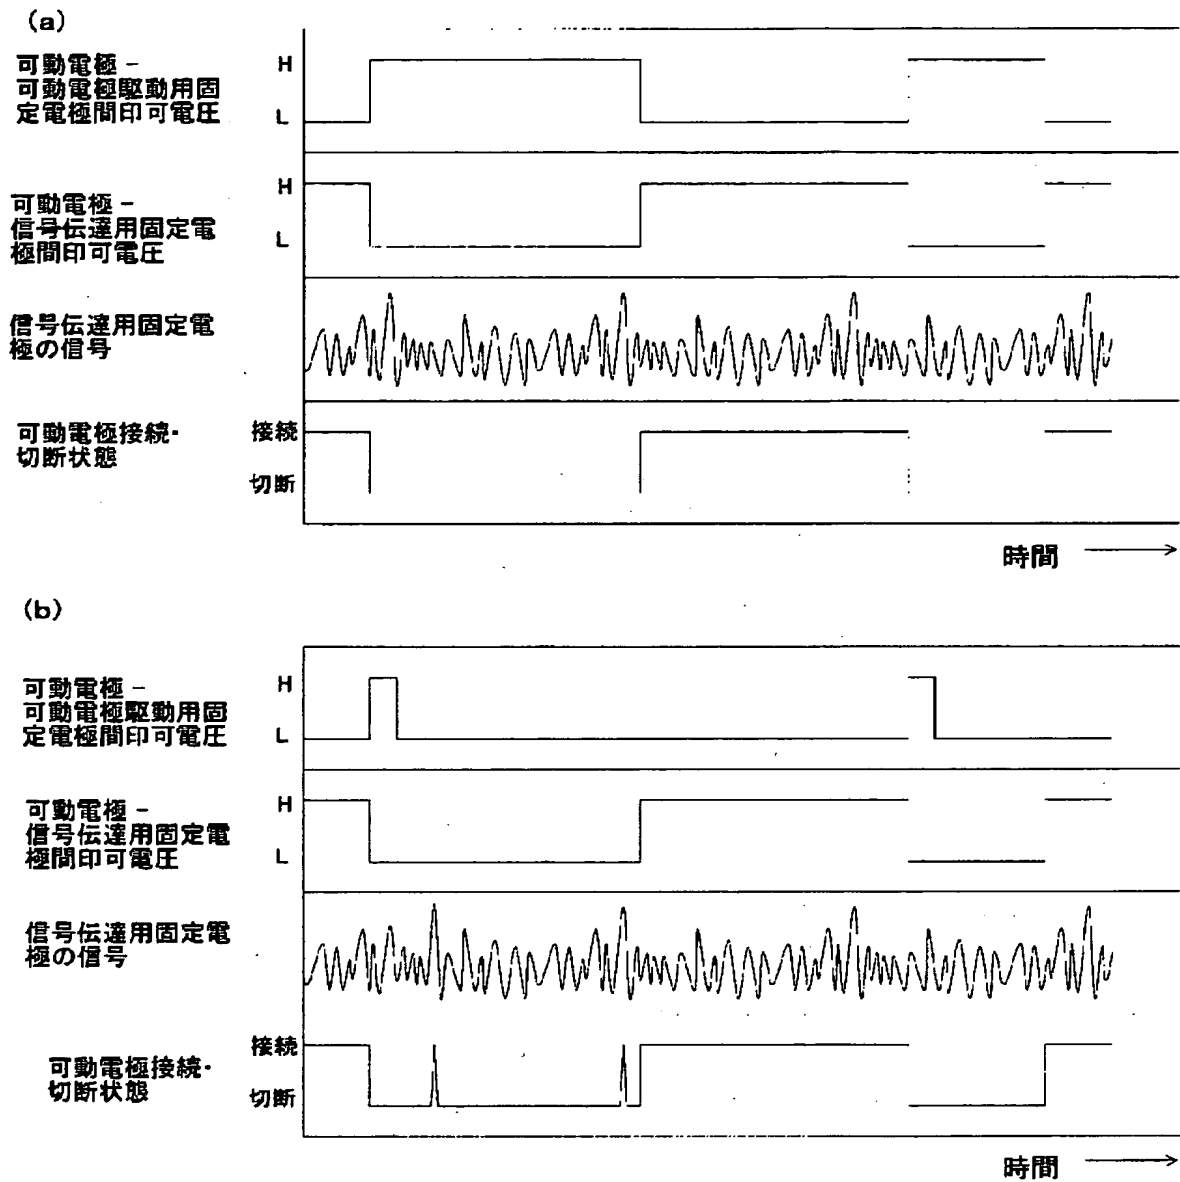 (a)
可動電極－
可動電極駆動用固
定電極間印可電圧
H
L
可動電極－
信号伝達用固定電
極間印可電圧
H
L
信号伝達用固定電
極の信号
可動電極接続・
切断状態
接続
切断
時間
(b)
可動電極－
可動電極駆動用固
定電極間印可電圧
H
L
可動電極－
信号伝達用固定電
極間印可電圧
H
L
信号伝達用固定電
極の信号
可動電極接続・
切断状態
接続
切断
時間